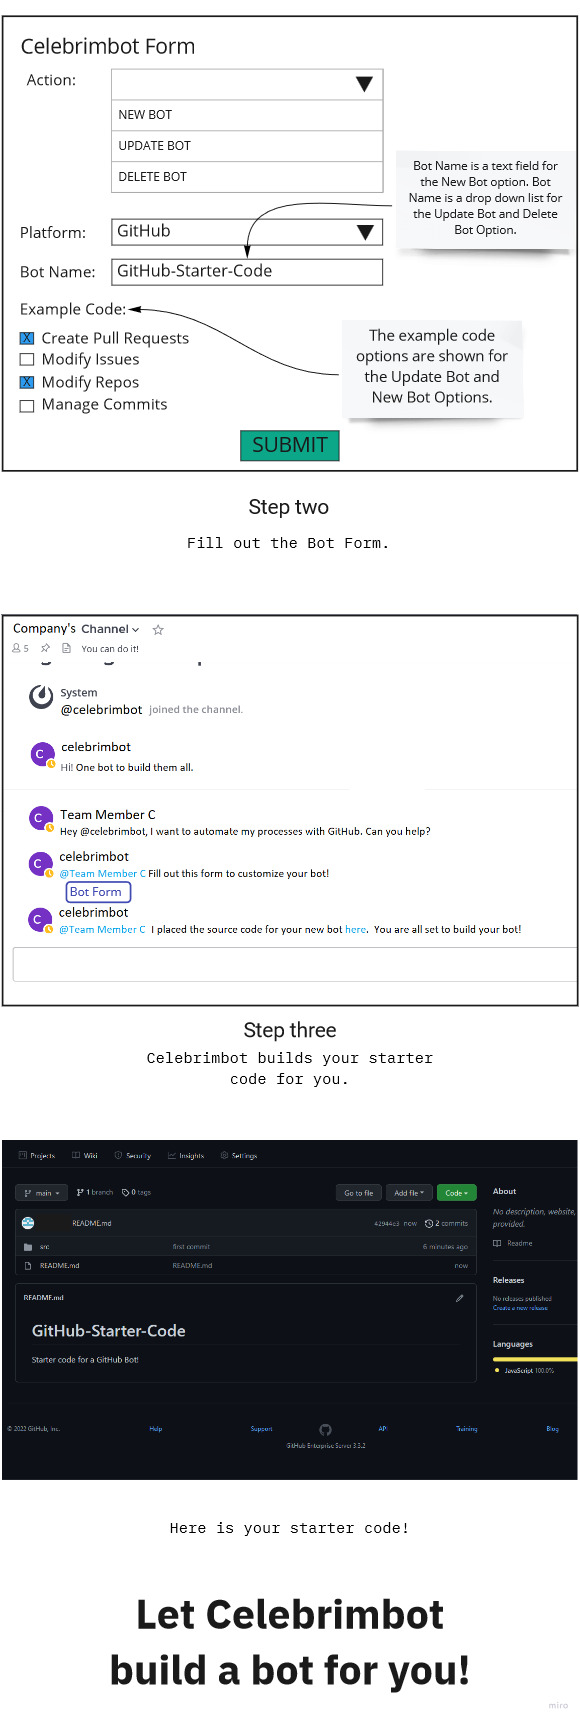 Celebrimbot Form
Action:
NEW BOT
UPDATE BOT
DELETE BOT
Bot Name is a text field for
the New Bot option. Bot
Name is a drop down list for
the Update Bot and Delete
Bot Option.
Platform:
GitHub
Bot Name:
GitHub-Starter-Code
Example Code:
X Create Pull Requests
Modify Issues
X Modify Repos
Manage Commits
The example code
options are shown for
the Update Bot and
New Bot Options.
SUBMIT
Step two
Fill out the Bot Form.
Company's Channel
5 You can do it!
System
@celebrimbot joined the channel.
C
celebrimbot
Hi! One bot to build them all.
C
Team Member C
Hey @celebrimbot, I want to automate my processes with GitHub. Can you help?
C
celebrimbot
@Team Member C Fill out this form to customize your bot!
Bot Form
C
celebrimbot
@Team Member C I placed the source code for your new bot here. You are all set to build your bot!
Step three
Celebrimbot builds your starter
code for you.
Projects Wiki Security Insights Settings
main 1 branch 0 tags Go to file Add file Code
README.md 42944e3 now 2 commits
src first commit 6 minutes ago
README.md README.md now
README.md
GitHub-Starter-Code
Starter code for a GitHub Bot!
About
No description, website,
provided.
Readme
Releases
No releases published
Create a new release
Languages
JavaScript 100.0%
© 2022 GitHub, Inc. Help Support API Training Blog
GitHub Enterprise Server 3.3.2
Here is your starter code!
Let Celebrimbot
build a bot for you!
miro